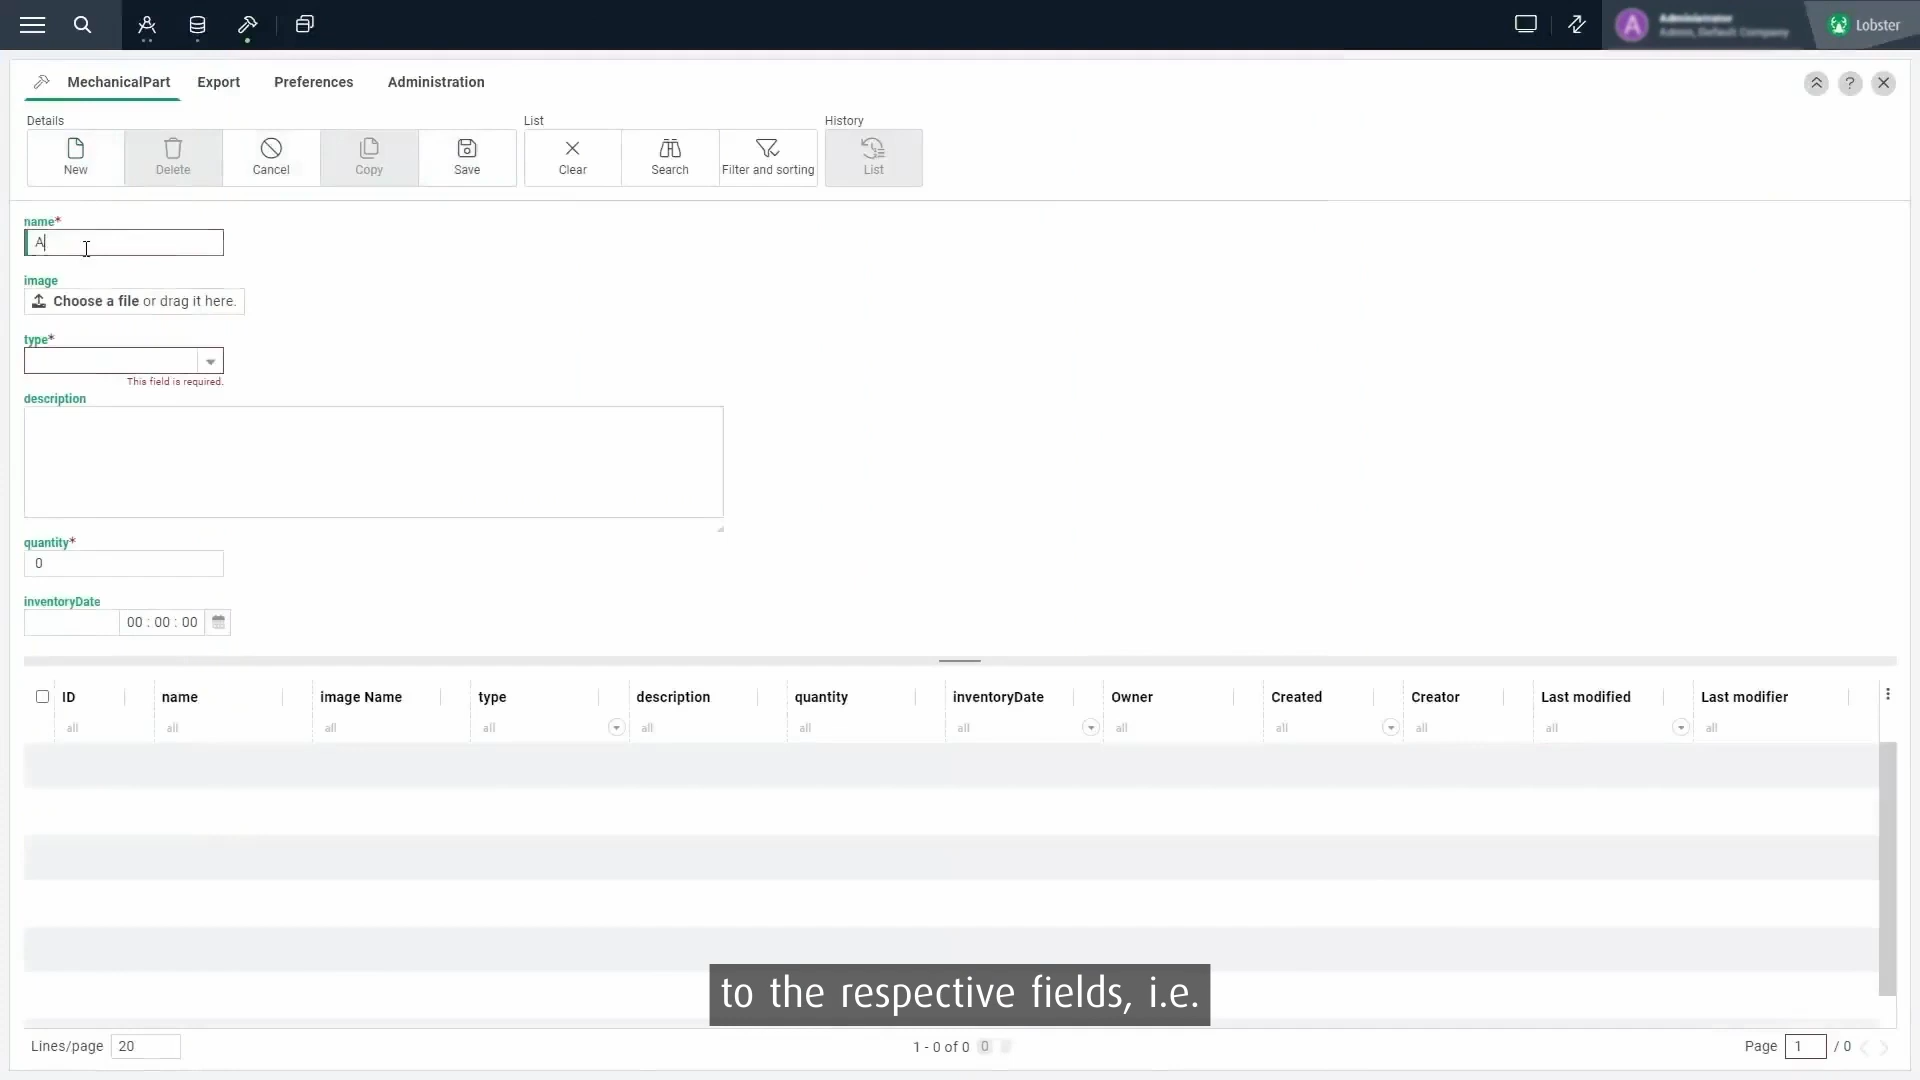 A
Administrator
Admin, Default Company
Lobster
MechanicalPart Export Preferences Administration
?
Details List History
New Delete Cancel Copy Save Clear Search Filter and sorting List
name*
A
image
Choose a file or drag it here.
type*
This field is required.
description
quantity*
0
inventoryDate
00 : 00 : 00
ID name image Name type description quantity inventoryDate Owner Created Creator Last modified Last modifier
all all all all all all all all all all all all
to the respective fields, i.e.
Lines/page 20 1 - 0 of 0 0 Page 1 / 0